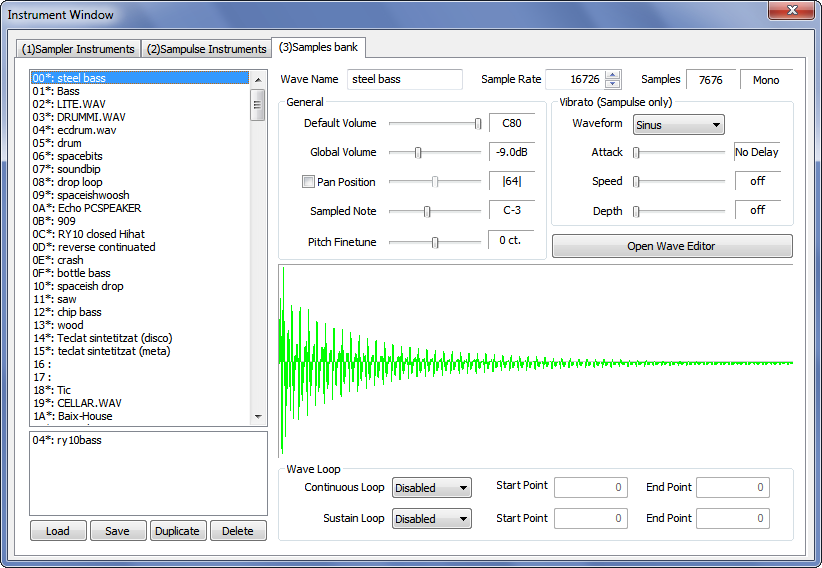 Instrument Window
(1)Sampler Instruments (2)Sampulse Instruments (3)Samples bank
00*: steel bass
01*: Bass
02*: LITE.WAV
03*: DRUMMI.WAV
04*: ecdrum.wav
05*: drum
06*: spacebits
07*: soundbip
08*: drop loop
09*: spaceishwoosh
0A*: Echo PCSPEAKER
0B*: 909
0C*: RY10 closed Hihat
0D*: reverse continuated
0E*: crash
0F*: bottle bass
10*: spaceish drop
11*: saw
12*: chip bass
13*: wood
14*: Teclat sintetitzat (disco)
15*: teclat sintetitzat (meta)
16 :
17 :
18*: Tic
19*: CELLAR.WAV
1A*: Baix-House
04*: ry10bass
Load Save Duplicate Delete
Wave Name steel bass Sample Rate 16726 Samples 7676 Mono
General
Default Volume C80
Global Volume -9.0dB
Pan Position |64|
Sampled Note C-3
Pitch Finetune 0 ct.
Vibrato (Sampulse only)
Waveform Sinus
Attack No Delay
Speed off
Depth off
Open Wave Editor
Wave Loop
Continuous Loop Disabled Start Point 0 End Point 0
Sustain Loop Disabled Start Point 0 End Point 0